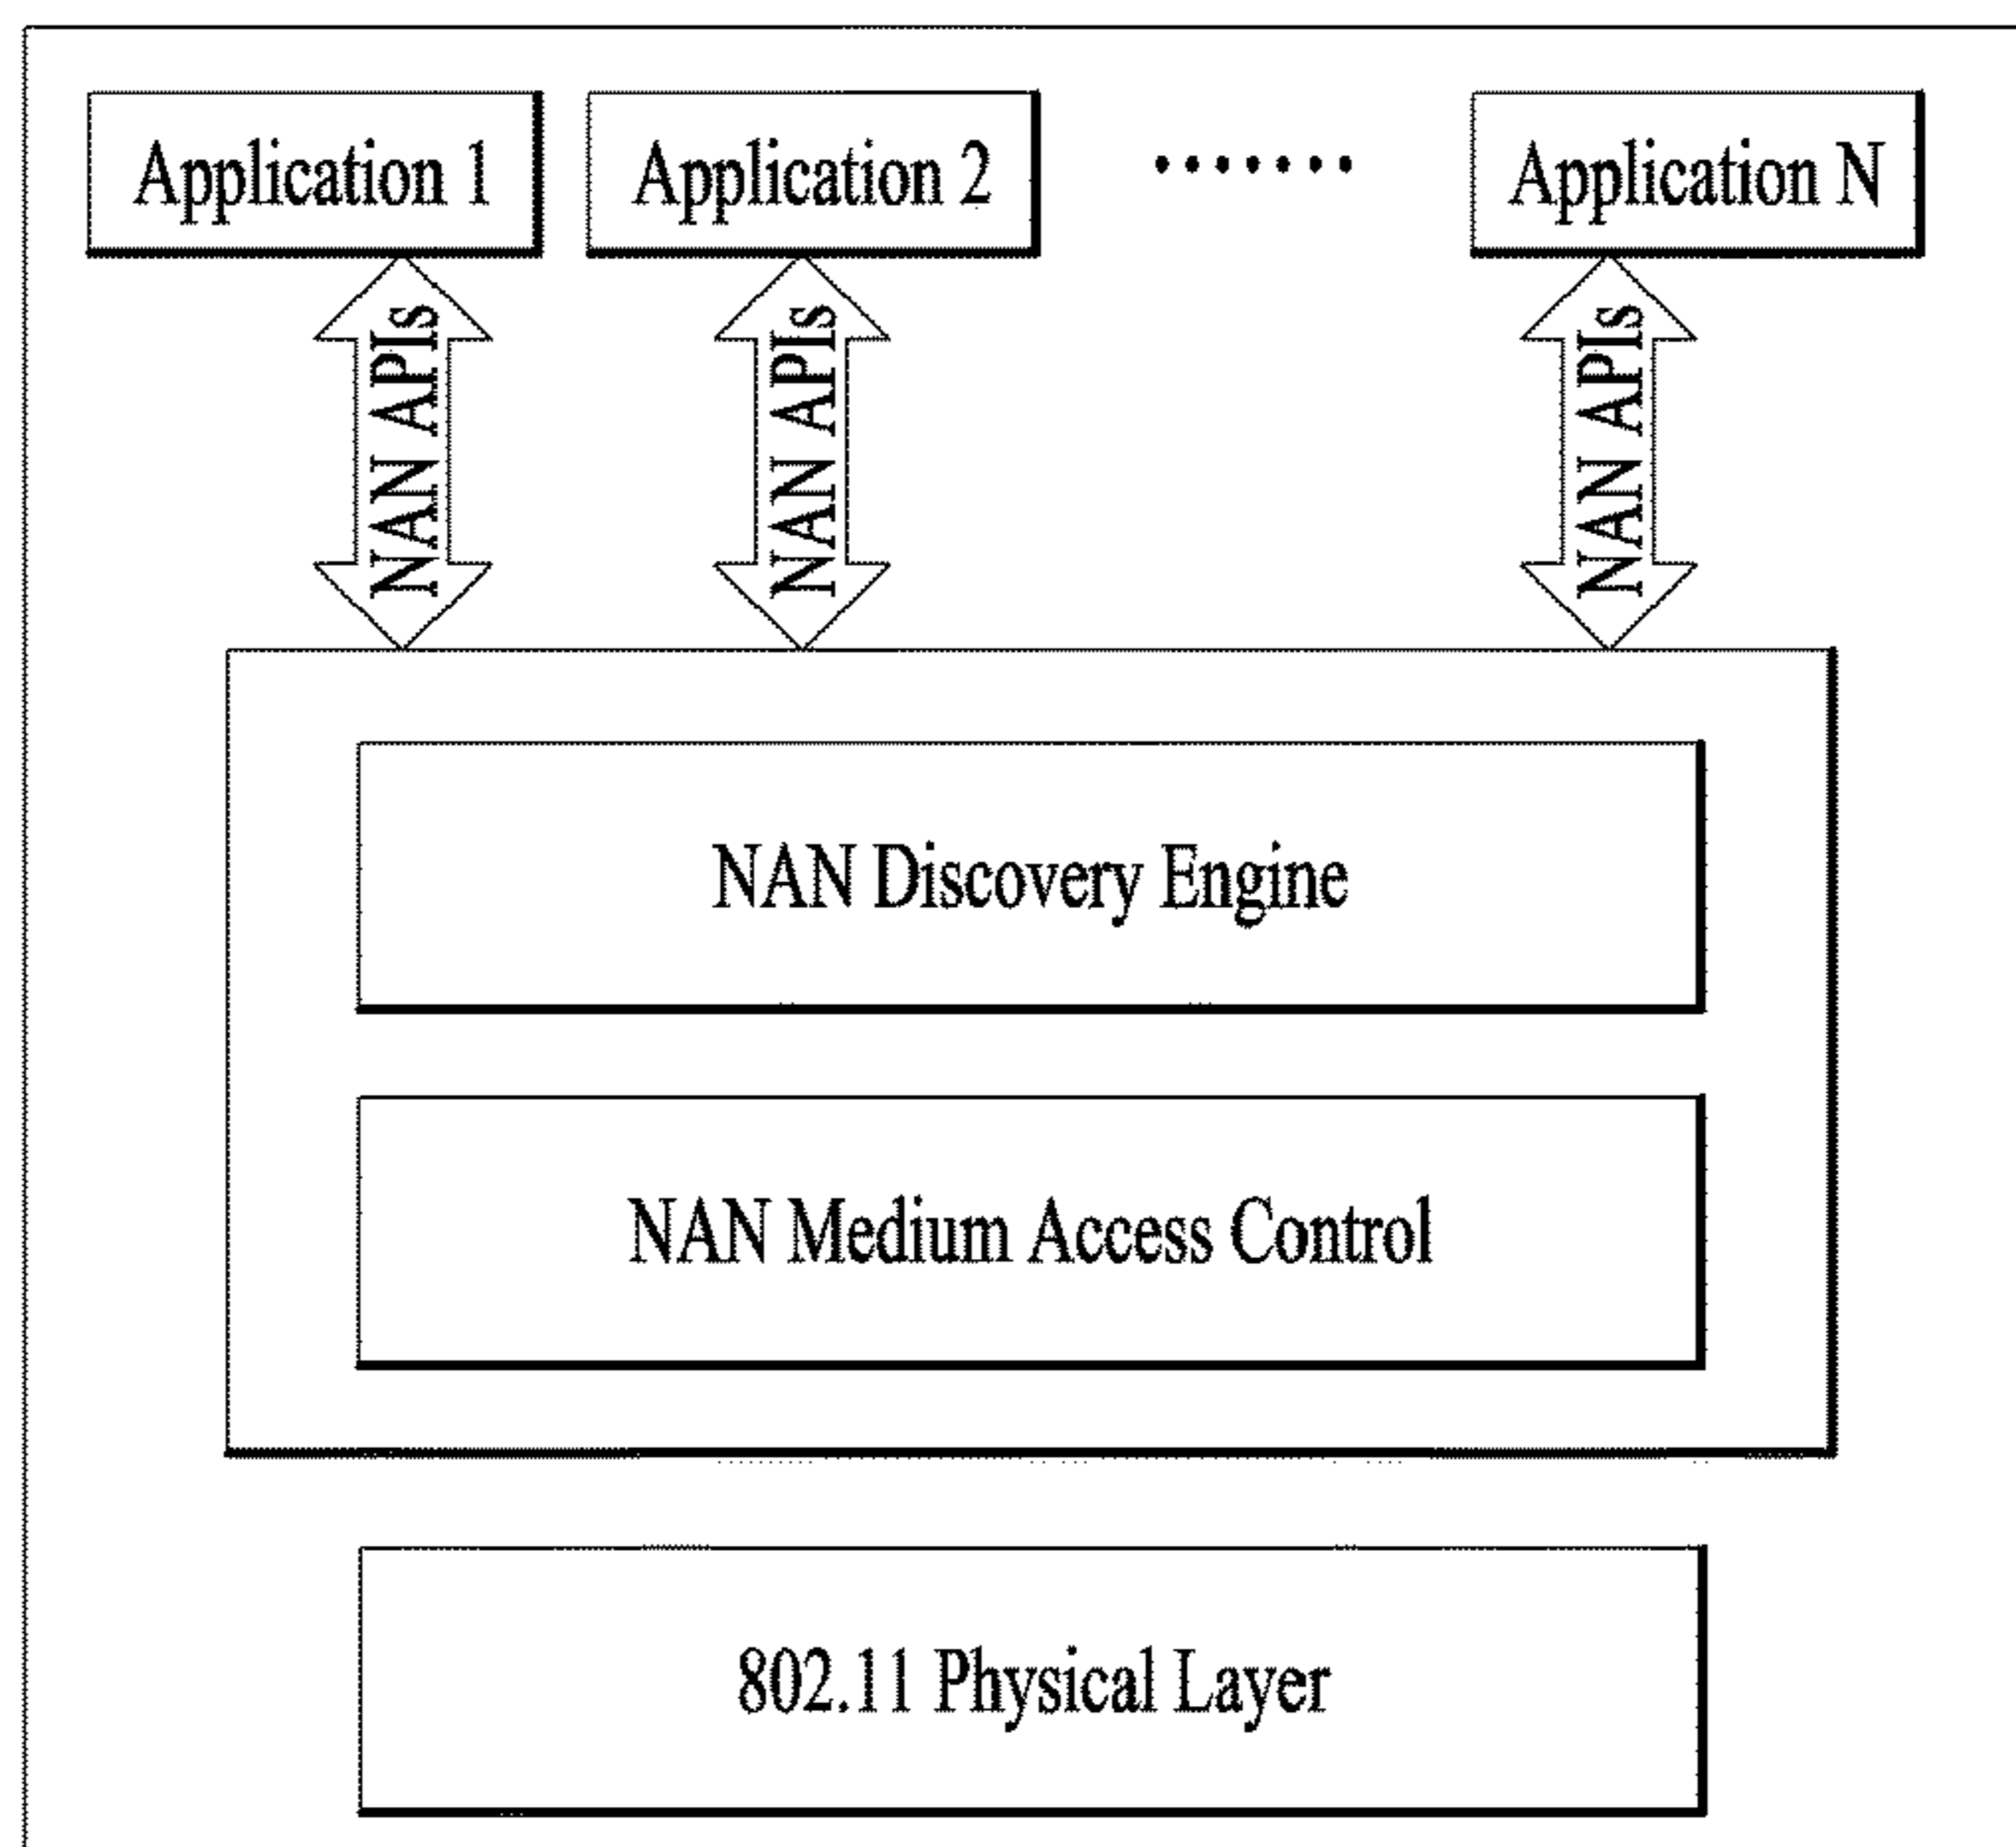 Application 1
Application 2
.......
Application N
NAN APIs
NAN APIs
NAN APIs
NAN Discovery Engine
NAN Medium Access Control
802.11 Physical Layer